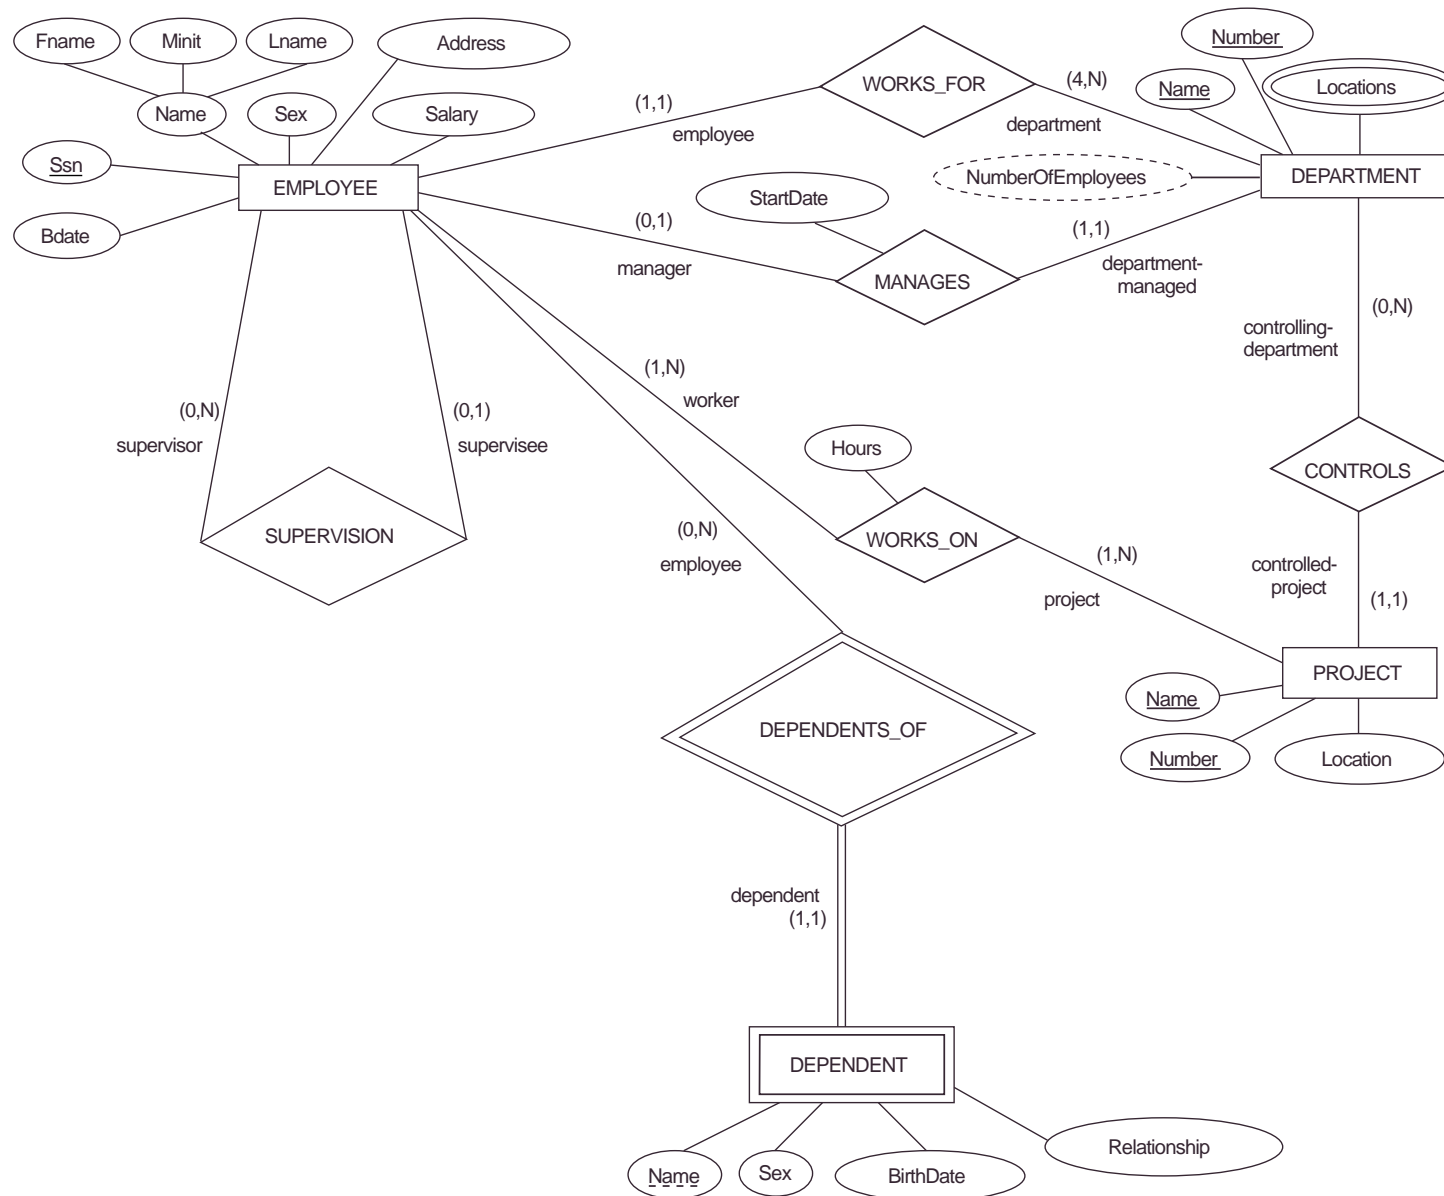 Fname
Minit
Lname
Address
Number
Name
Sex
Salary
(1,1)
employee
WORKS_FOR
(4,N)
department
Name
Locations
Ssn
EMPLOYEE
NumberOfEmployees
DEPARTMENT
StartDate
Bdate
(0,1)
manager
MANAGES
(1,1)
department-
managed
(0,N)
controlling-
department
(1,N)
worker
(0,N)
supervisor
(0,1)
supervisee
Hours
CONTROLS
SUPERVISION
(0,N)
employee
WORKS_ON
(1,N)
project
controlled-
project
(1,1)
PROJECT
Name
Number
Location
DEPENDENTS_OF
dependent
(1,1)
DEPENDENT
Name
Sex
BirthDate
Relationship